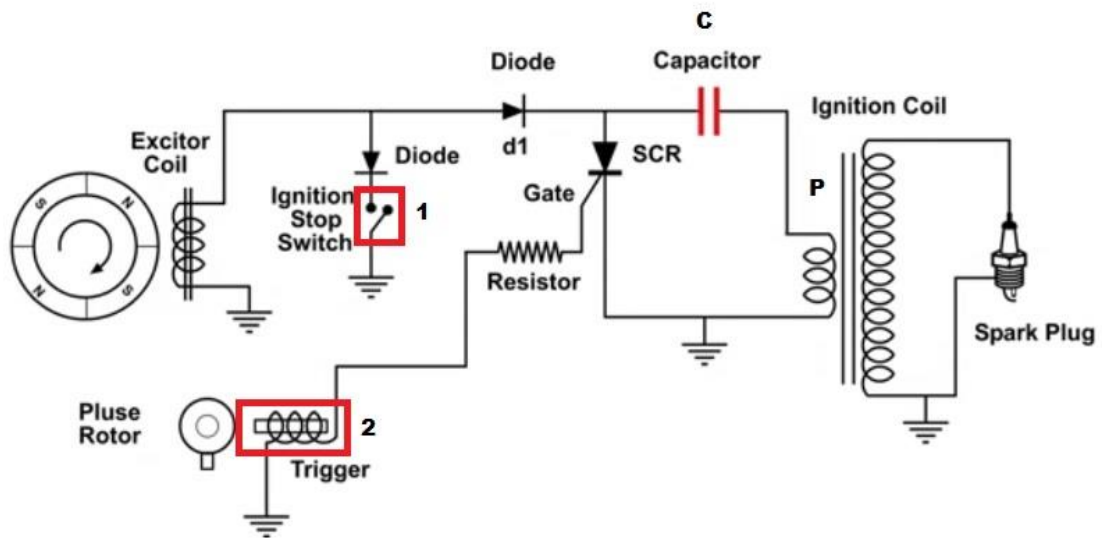 C
Capacitor
Diode
d1
Ignition Coil
Excitor
Coil
Diode
SCR
Gate
P
Ignition
Stop
Switch
1
Resistor
S
N
N
S
Spark Plug
Pluse
Rotor
2
Trigger